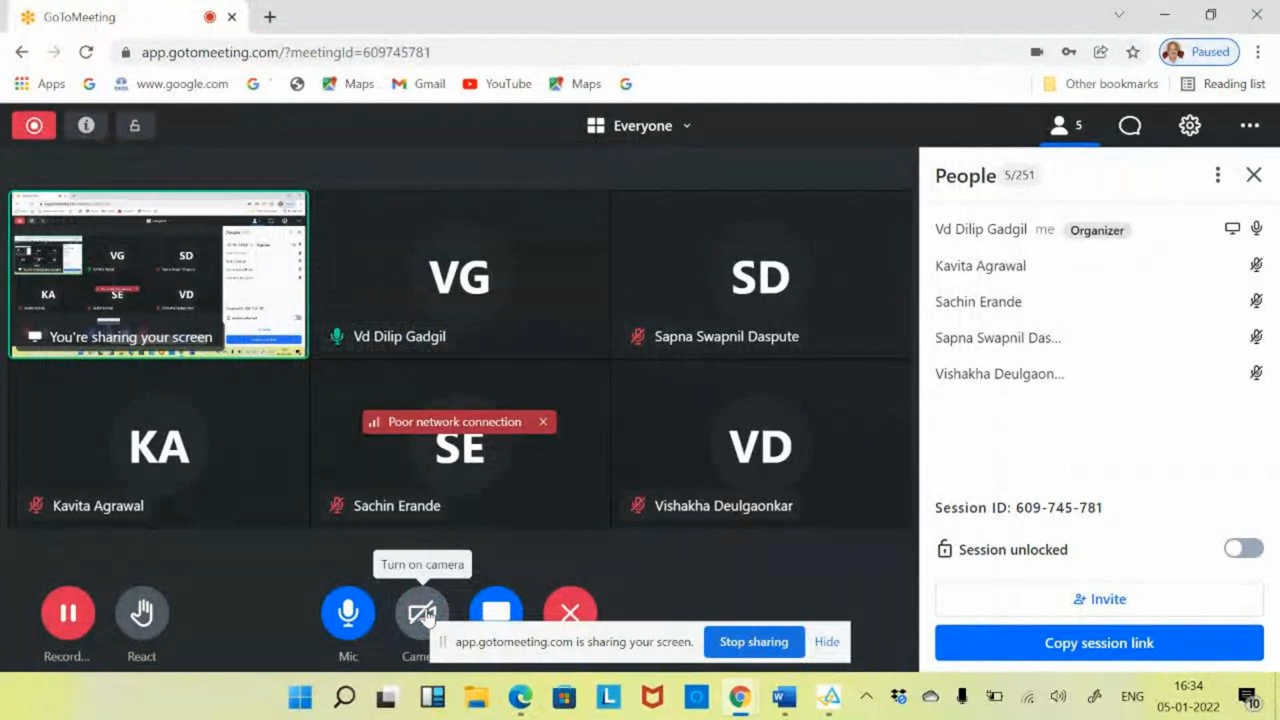 GoToMeeting
app.gotomeeting.com/?meetingId=609745781
Paused
Apps
www.google.com
Maps
Gmail
YouTube
Maps
Other bookmarks
Reading list
Everyone
5
People 5/251
Vd Dilip Gadgil me Organizer
Kavita Agrawal
Sachin Erande
Sapna Swapnil Das...
Vishakha Deulgaon...
You're sharing your screen
VG
Vd Dilip Gadgil
SD
Sapna Swapnil Daspute
KA
Kavita Agrawal
Poor network connection
SE
Sachin Erande
VD
Vishakha Deulgaonkar
Session ID: 609-745-781
Session unlocked
Invite
Copy session link
Turn on camera
Record...
React
Mic
Came
app.gotomeeting.com is sharing your screen.
Stop sharing
Hide
ENG
16:34
05-01-2022
10